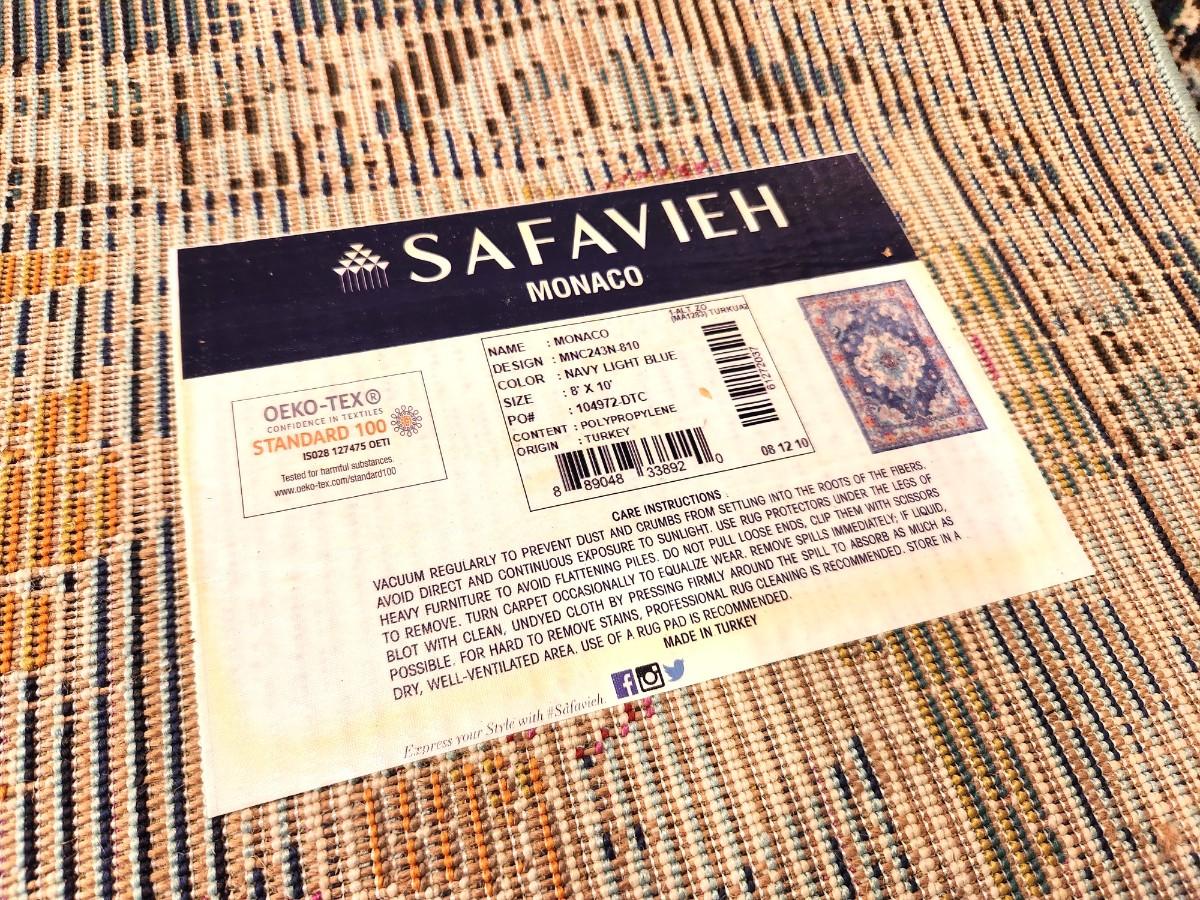 SAFAVIEH
MONACO
OEKO-TEX®
CONFIDENCE IN TEXTILES
STANDARD 100
IS028 127475 OETI
Tested for harmful substances
www.oeko-tex.com/standard100
NAME : MONACO
DESIGN : MNC243N-810
COLOR : NAVY LIGHT BLUE
SIZE : 8' X 10'
PO# : 104972-DTC
CONTENT : POLYPROPYLENE
ORIGIN : TURKEY
8 89048 33892 0
1-ALT_ZO
(MA1283) TURKUAZ
61272037
08 12 10
CARE INSTRUCTIONS :
VACUUM REGULARLY TO PREVENT DUST AND CRUMBS FROM SETTLING INTO THE ROOTS OF THE FIBERS.
AVOID DIRECT AND CONTINUOUS EXPOSURE TO SUNLIGHT. USE RUG PROTECTORS UNDER THE LEGS OF
HEAVY FURNITURE TO AVOID FLATTENING PILES. DO NOT PULL LOOSE ENDS, CLIP THEM WITH SCISSORS
TO REMOVE. TURN CARPET OCCASIONALLY TO EQUALIZE WEAR. REMOVE SPILLS IMMEDIATELY; IF LIQUID,
BLOT WITH CLEAN, UNDYED CLOTH BY PRESSING FIRMLY AROUND THE SPILL TO ABSORB AS MUCH AS
POSSIBLE. FOR HARD TO REMOVE STAINS, PROFESSIONAL RUG CLEANING IS RECOMMENDED. STORE IN A
DRY, WELL-VENTILATED AREA. USE OF A RUG PAD IS RECOMMENDED.
MADE IN TURKEY
Express your Style with #Safavieh.